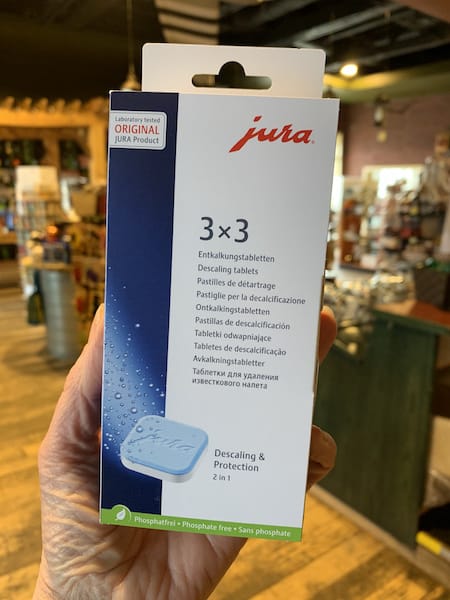 Laboratory tested
ORIGINAL
JURA Product
jura
3×3
Entkalkungstabletten
Descaling tablets
Pastilles de détartrage
Pastiglie per la decalcificazione
Ontkalkingstabletten
Pastillas de descalcificación
Tabletki odwapniające
Tabletes de descalcificação
Avkalkningstabletter
Таблетки для удаления
известкового налета
jura
Descaling &
Protection
2 in 1
Phosphatfrei • Phosphate free • Sans phosphate